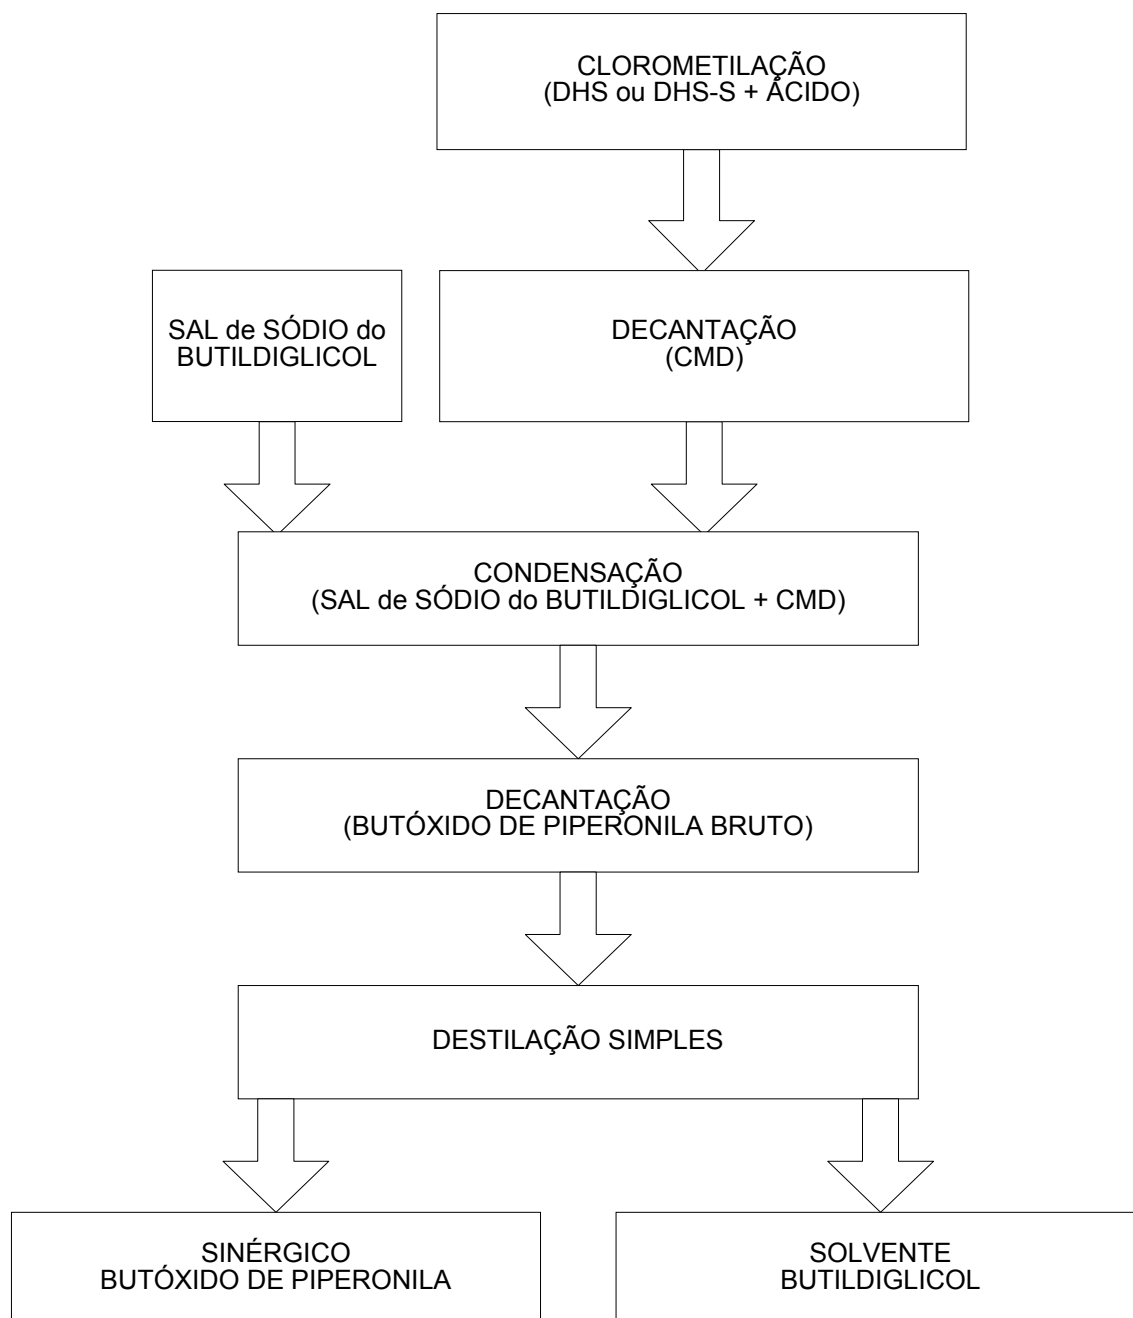 CLOROMETILAÇÃO
(DHS ou DHS-S + ÁCIDO)
SAL de SÓDIO do
BUTILDIGLICOL
DECANTAÇÃO
(CMD)
CONDENSAÇÃO
(SAL de SÓDIO do BUTILDIGLICOL + CMD)
DECANTAÇÃO
(BUTÓXIDO DE PIPERONILA BRUTO)
DESTILAÇÃO SIMPLES
SINÉRGICO
BUTÓXIDO DE PIPERONILA
SOLVENTE
BUTILDIGLICOL